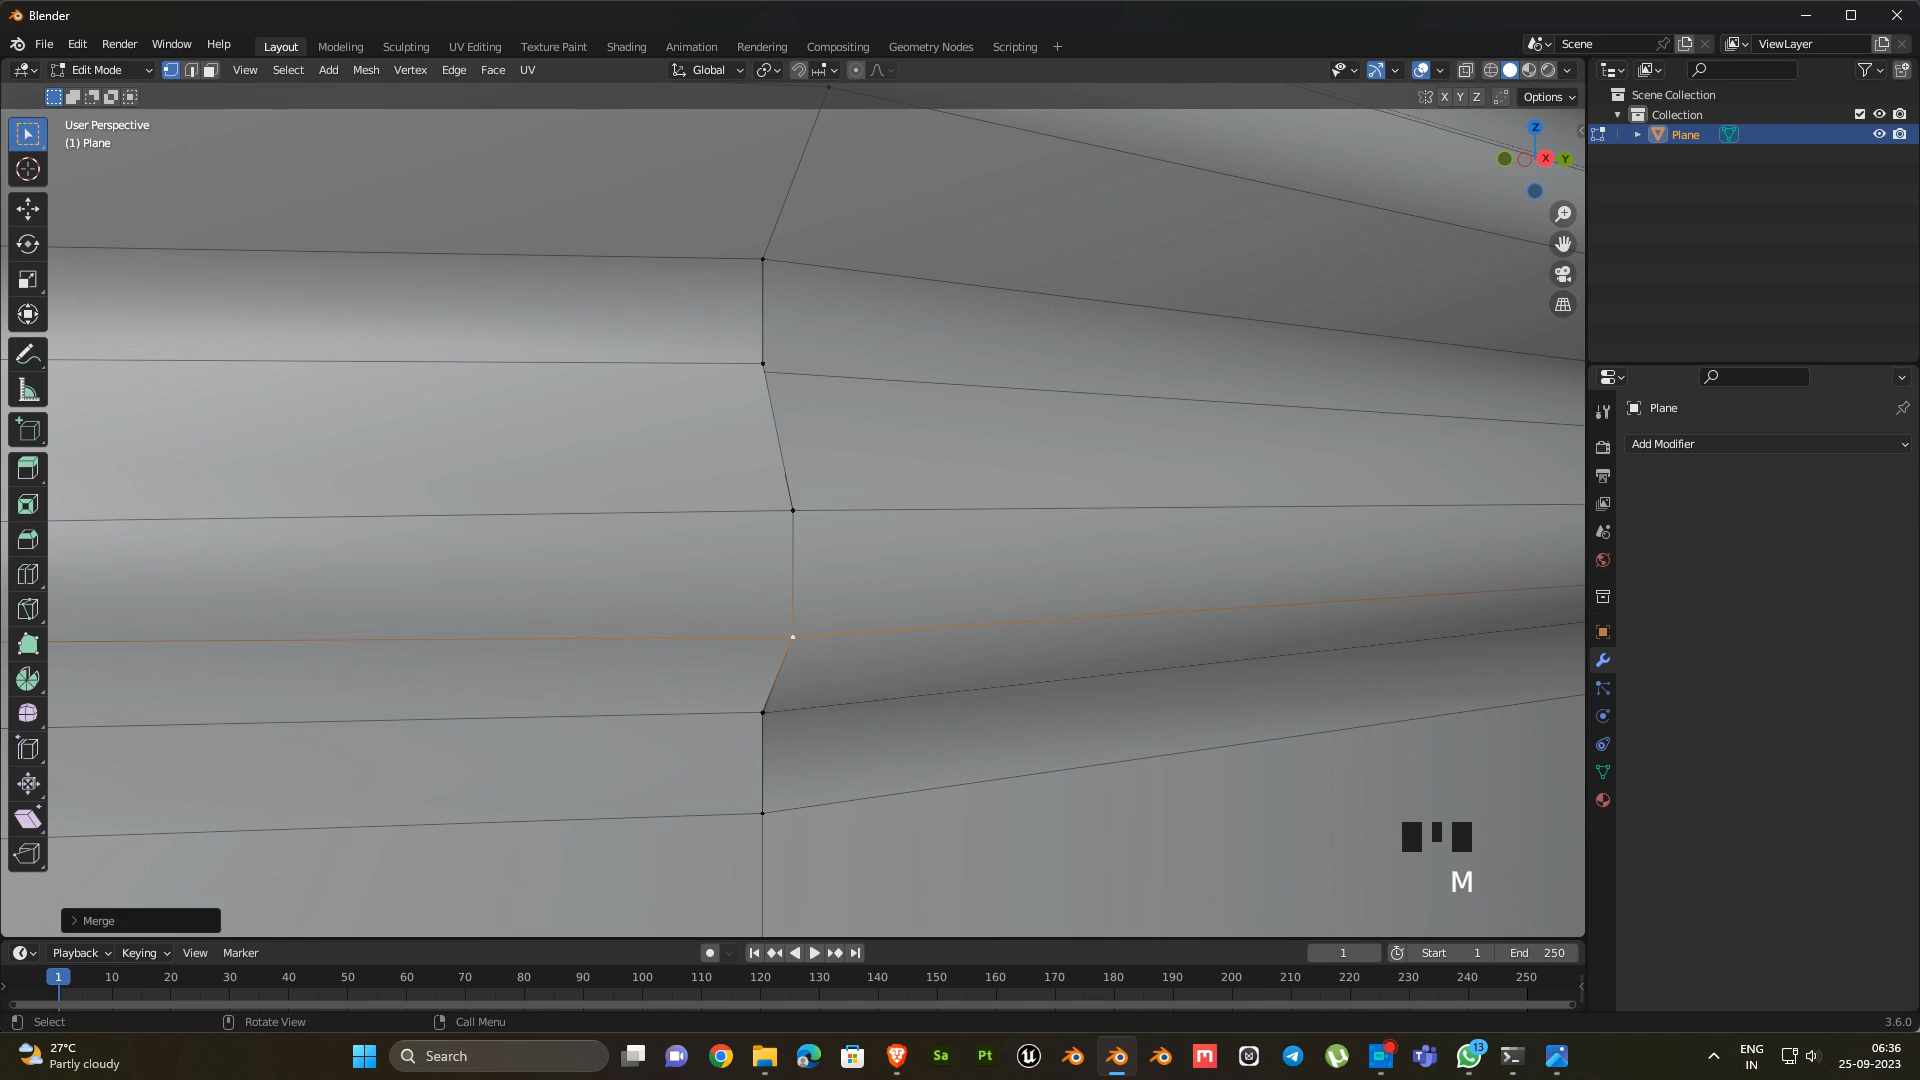 Blender
File Edit Render Window Help
Layout Modeling Sculpting UV Editing Texture Paint Shading Animation Rendering Compositing Geometry Nodes Scripting +
Scene
ViewLayer
Edit Mode
View Select Add Mesh Vertex Edge Face UV
Global
X Y Z
Options
User Perspective
(1) Plane
Z
X
Y
Scene Collection
Collection
Plane
Plane
Add Modifier
M
Merge
Playback Keying View Marker
1
Start 1
End 250
1 10 20 30 40 50 60 70 80 90 100 110 120 130 140 150 160 170 180 190 200 210 220 230 240 250
Select
Rotate View
Call Menu
3.6.0
27°C
Partly cloudy
Search
Sa
Pt
13
ENG
IN
06:36
25-09-2023